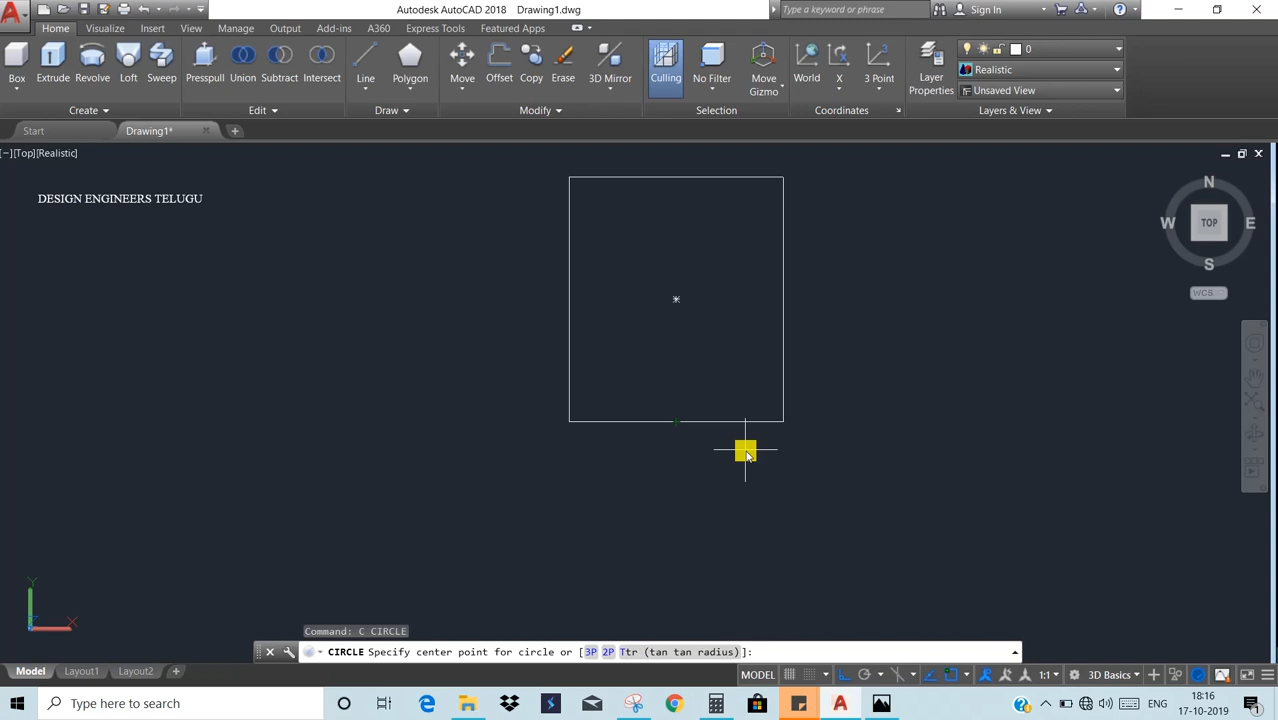 Autodesk AutoCAD 2018 Drawing1.dwg
Type a keyword or phrase
Sign In
Home Visualize Insert View Manage Output Add-ins A360 Express Tools Featured Apps
Box Extrude Revolve Loft Sweep Presspull Union Subtract Intersect Line Polygon Move Offset Copy Erase 3D Mirror Culling No Filter Move Gizmo World X 3 Point Layer Properties
0
Realistic
Unsaved View
Create Edit Draw Modify Selection Coordinates Layers & View
Start Drawing1*
[−][Top][Realistic]
DESIGN ENGINEERS TELUGU
N
W TOP E
S
WCS
Y
X
Command: C CIRCLE
CIRCLE Specify center point for circle or [3P 2P Ttr (tan tan radius)]:
Model Layout1 Layout2 +
MODEL 1:1 3D Basics
Type here to search
ENG
18:16
17-10-2019